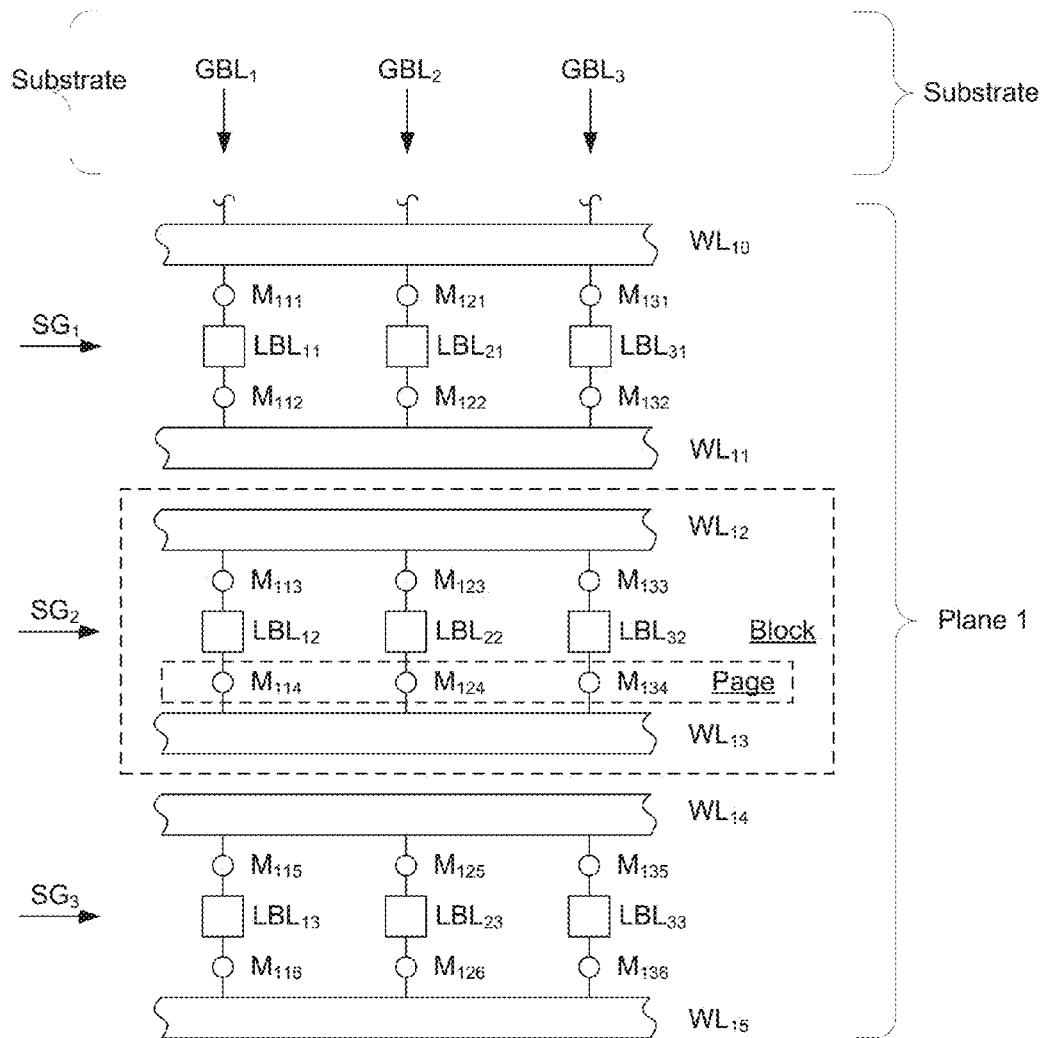 Substrate GBL₁ GBL₂ GBL₃ Substrate
WL₁₀
M₁₁₁ M₁₂₁ M₁₃₁
SG₁ LBL₁₁ LBL₂₁ LBL₃₁
M₁₁₂ M₁₂₂ M₁₃₂
WL₁₁
WL₁₂
M₁₁₃ M₁₂₃ M₁₃₃
SG₂ LBL₁₂ LBL₂₂ LBL₃₂ Block Plane 1
M₁₁₄ M₁₂₄ M₁₃₄ Page
WL₁₃
WL₁₄
M₁₁₅ M₁₂₅ M₁₃₅
SG₃ LBL₁₃ LBL₂₃ LBL₃₃
M₁₁₆ M₁₂₆ M₁₃₆
WL₁₅